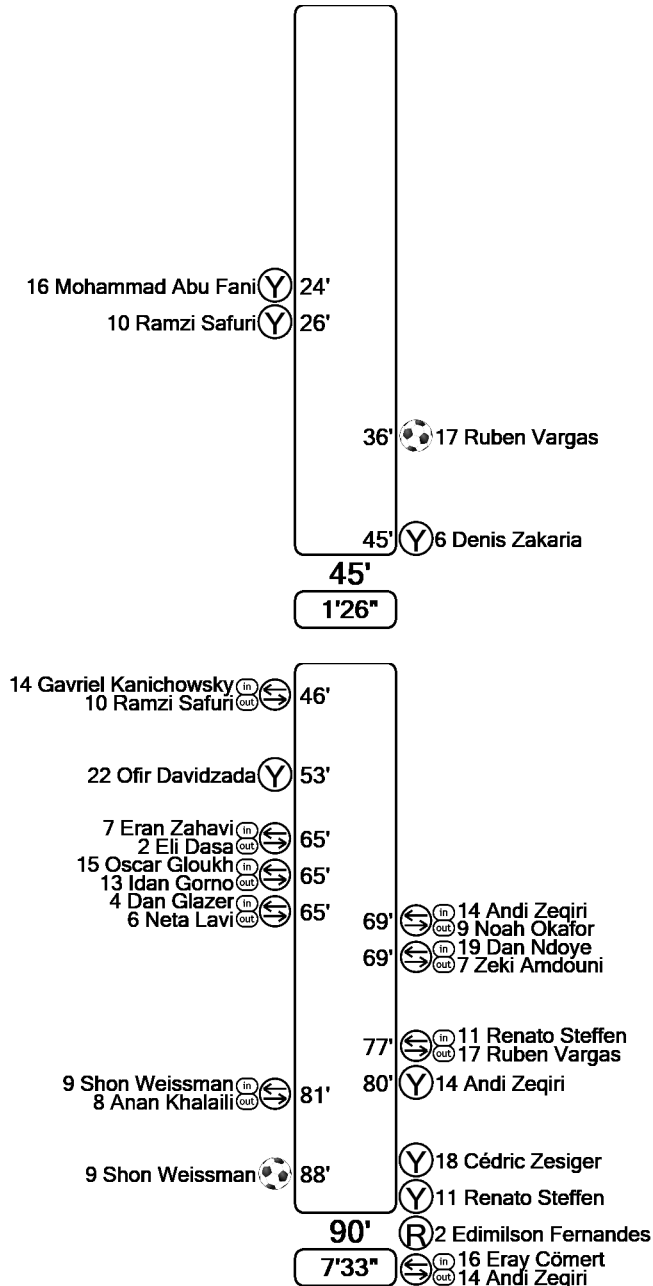 16 Mohammad Abu Fani Y 24'
10 Ramzi Safuri Y 26'
36' 17 Ruben Vargas
45' Y 6 Denis Zakaria
45'
1'26"
14 Gavriel Kanichowsky in
10 Ramzi Safuri out 46'
22 Ofir Davidzada Y 53'
7 Eran Zahavi in
2 Eli Dasa out 65'
15 Oscar Gloukh in
13 Idan Gorno out 65'
4 Dan Glazer in
6 Neta Lavi out 65'
69' in 14 Andi Zeqiri
out 9 Noah Okafor
69' in 19 Dan Ndoye
out 7 Zeki Amdouni
77' in 11 Renato Steffen
out 17 Ruben Vargas
80' Y 14 Andi Zeqiri
9 Shon Weissman in
8 Anan Khalaili out 81'
Y 18 Cédric Zesiger
9 Shon Weissman 88'
Y 11 Renato Steffen
90'
R 2 Edimilson Fernandes
7'33"
in 16 Eray Cömert
out 14 Andi Zeqiri